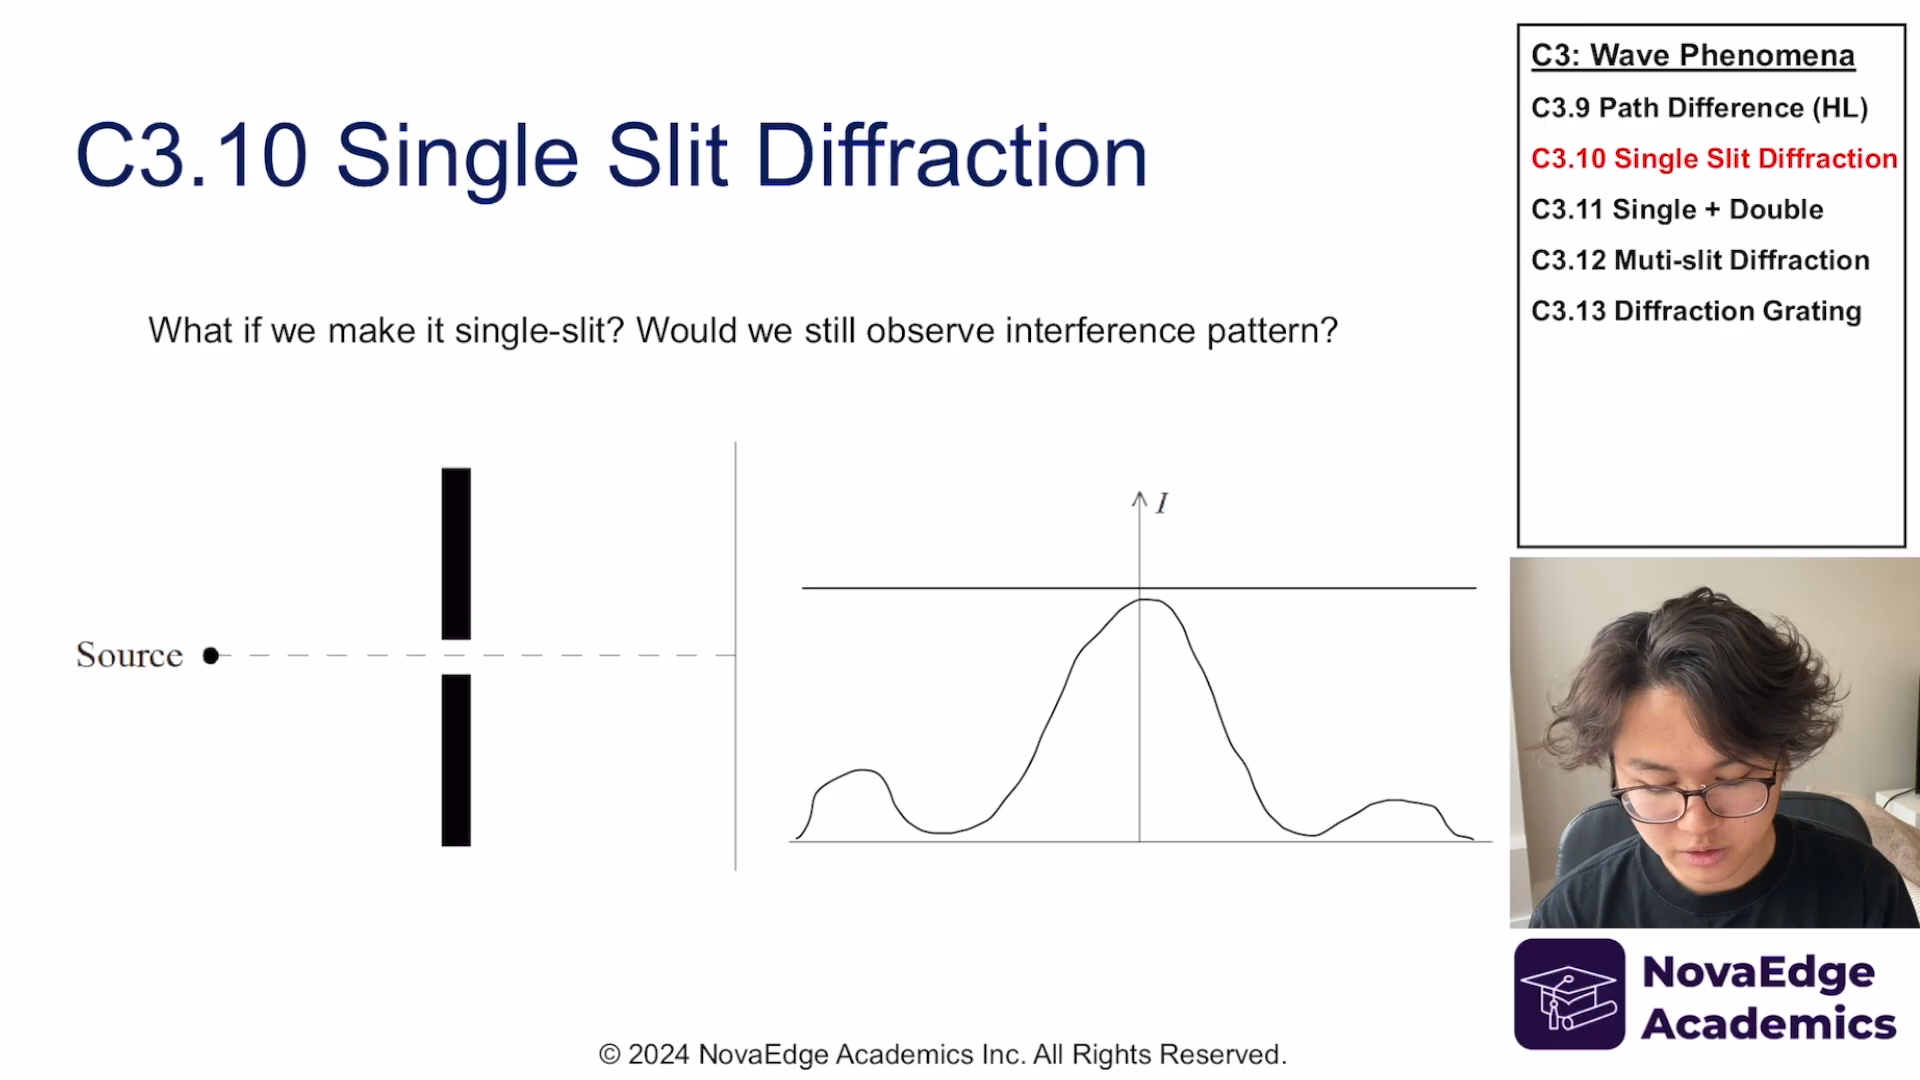 C3.10 Single Slit Diffraction
What if we make it single-slit? Would we still observe interference pattern?
Source
I
C3: Wave Phenomena
C3.9 Path Difference (HL)
C3.10 Single Slit Diffraction
C3.11 Single + Double
C3.12 Muti-slit Diffraction
C3.13 Diffraction Grating
NovaEdge
Academics
© 2024 NovaEdge Academics Inc. All Rights Reserved.